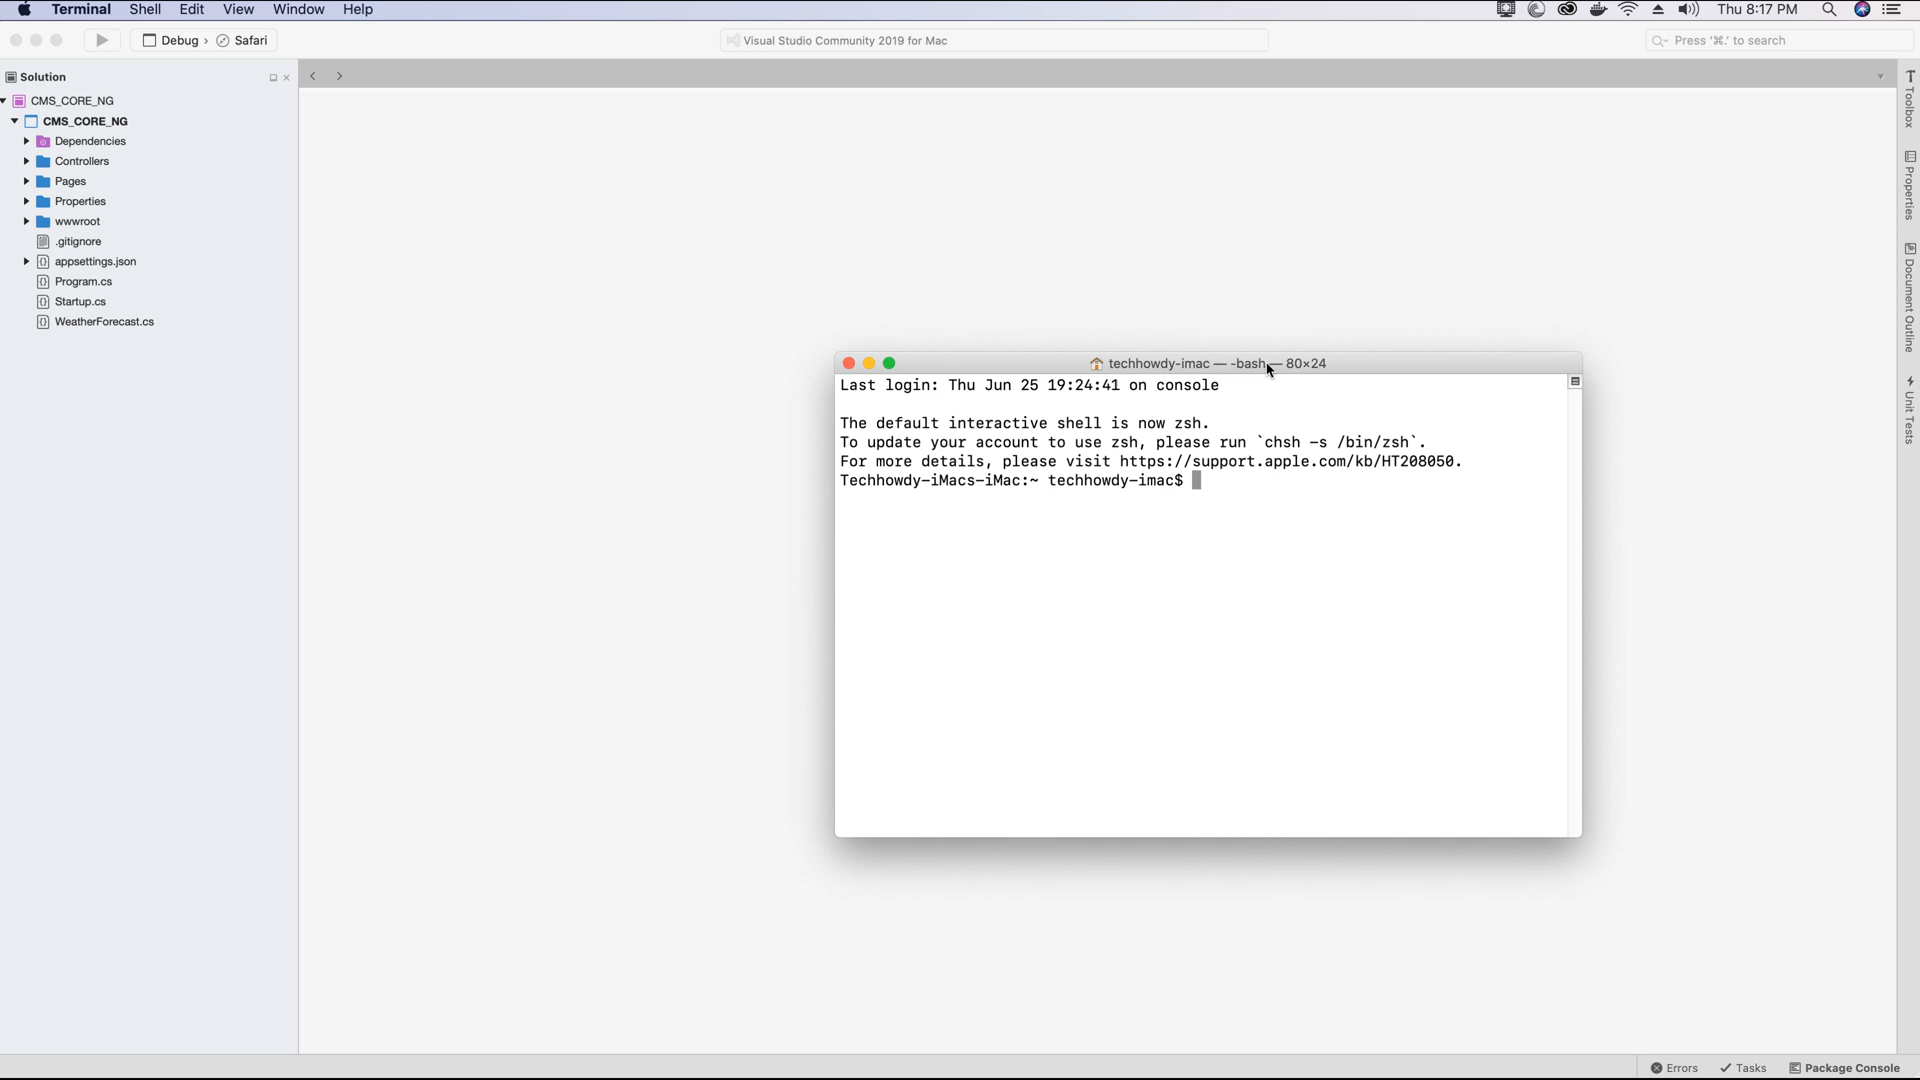 Terminal Shell Edit View Window Help Thu 8:17 PM
Debug › Safari Visual Studio Community 2019 for Mac Press '⌘.' to search
Solution
CMS_CORE_NG
CMS_CORE_NG
Dependencies
Controllers
Pages
Properties
wwwroot
.gitignore
appsettings.json
Program.cs
Startup.cs
WeatherForecast.cs
techhowdy-imac — -bash — 80×24
Last login: Thu Jun 25 19:24:41 on console
The default interactive shell is now zsh.
To update your account to use zsh, please run `chsh -s /bin/zsh`.
For more details, please visit https://support.apple.com/kb/HT208050.
Techhowdy-iMacs-iMac:~ techhowdy-imac$
Toolbox
Properties
Document Outline
Unit Tests
Errors Tasks Package Console